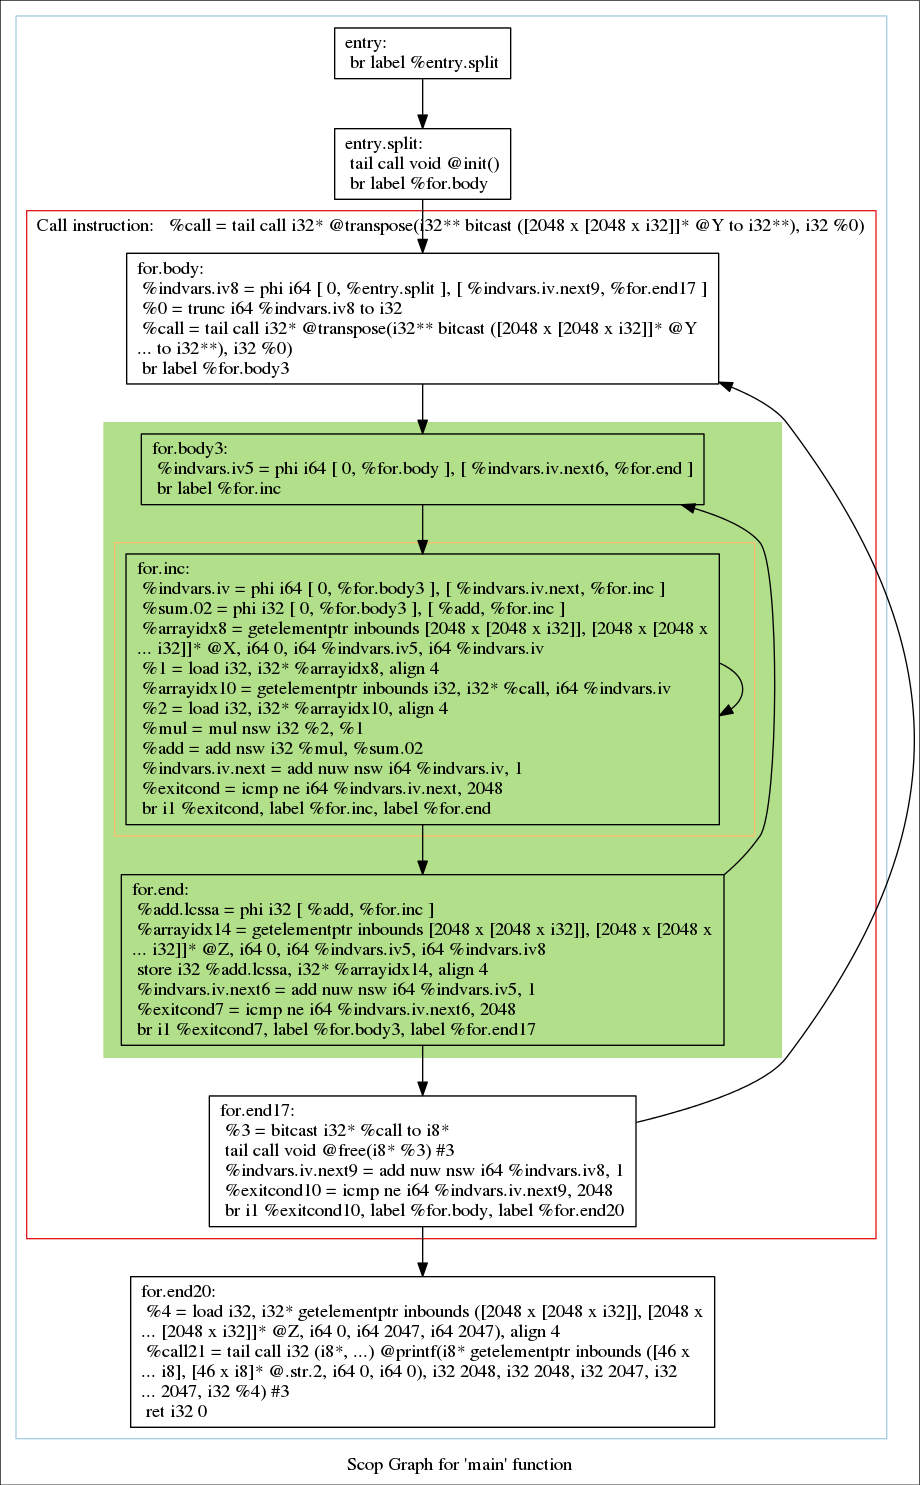 entry:
br label %entry.split
entry.split:
tail call void @init()
br label %for.body
Call instruction:   %call = tail call i32* @transpose(i32** bitcast ([2048 x [2048 x i32]]* @Y to i32**), i32 %0)
for.body:
%indvars.iv8 = phi i64 [ 0, %entry.split ], [ %indvars.iv.next9, %for.end17 ]
%0 = trunc i64 %indvars.iv8 to i32
%call = tail call i32* @transpose(i32** bitcast ([2048 x [2048 x i32]]* @Y
... to i32**), i32 %0)
br label %for.body3
for.body3:
%indvars.iv5 = phi i64 [ 0, %for.body ], [ %indvars.iv.next6, %for.end ]
br label %for.inc
for.inc:
%indvars.iv = phi i64 [ 0, %for.body3 ], [ %indvars.iv.next, %for.inc ]
%sum.02 = phi i32 [ 0, %for.body3 ], [ %add, %for.inc ]
%arrayidx8 = getelementptr inbounds [2048 x [2048 x i32]], [2048 x [2048 x
... i32]]* @X, i64 0, i64 %indvars.iv5, i64 %indvars.iv
%1 = load i32, i32* %arrayidx8, align 4
%arrayidx10 = getelementptr inbounds i32, i32* %call, i64 %indvars.iv
%2 = load i32, i32* %arrayidx10, align 4
%mul = mul nsw i32 %2, %1
%add = add nsw i32 %mul, %sum.02
%indvars.iv.next = add nuw nsw i64 %indvars.iv, 1
%exitcond = icmp ne i64 %indvars.iv.next, 2048
br i1 %exitcond, label %for.inc, label %for.end
for.end:
%add.lcssa = phi i32 [ %add, %for.inc ]
%arrayidx14 = getelementptr inbounds [2048 x [2048 x i32]], [2048 x [2048 x
... i32]]* @Z, i64 0, i64 %indvars.iv5, i64 %indvars.iv8
store i32 %add.lcssa, i32* %arrayidx14, align 4
%indvars.iv.next6 = add nuw nsw i64 %indvars.iv5, 1
%exitcond7 = icmp ne i64 %indvars.iv.next6, 2048
br i1 %exitcond7, label %for.body3, label %for.end17
for.end17:
%3 = bitcast i32* %call to i8*
tail call void @free(i8* %3) #3
%indvars.iv.next9 = add nuw nsw i64 %indvars.iv8, 1
%exitcond10 = icmp ne i64 %indvars.iv.next9, 2048
br i1 %exitcond10, label %for.body, label %for.end20
for.end20:
%4 = load i32, i32* getelementptr inbounds ([2048 x [2048 x i32]], [2048 x
... [2048 x i32]]* @Z, i64 0, i64 2047, i64 2047), align 4
%call21 = tail call i32 (i8*, ...) @printf(i8* getelementptr inbounds ([46 x
... i8], [46 x i8]* @.str.2, i64 0, i64 0), i32 2048, i32 2048, i32 2047, i32
... 2047, i32 %4) #3
ret i32 0
Scop Graph for 'main' function